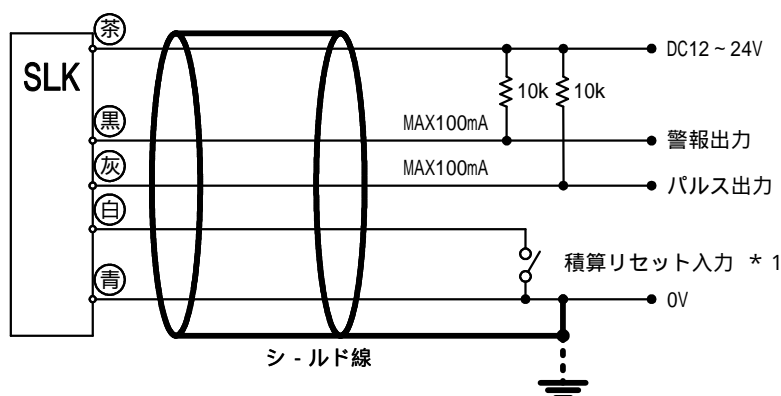 茶
DC12~24V
SLK
10k
10k
黒
MAX100mA
警報出力
灰
MAX100mA
パルス出力
白
積算リセット入力 *1
青
0V
シ-ルド線